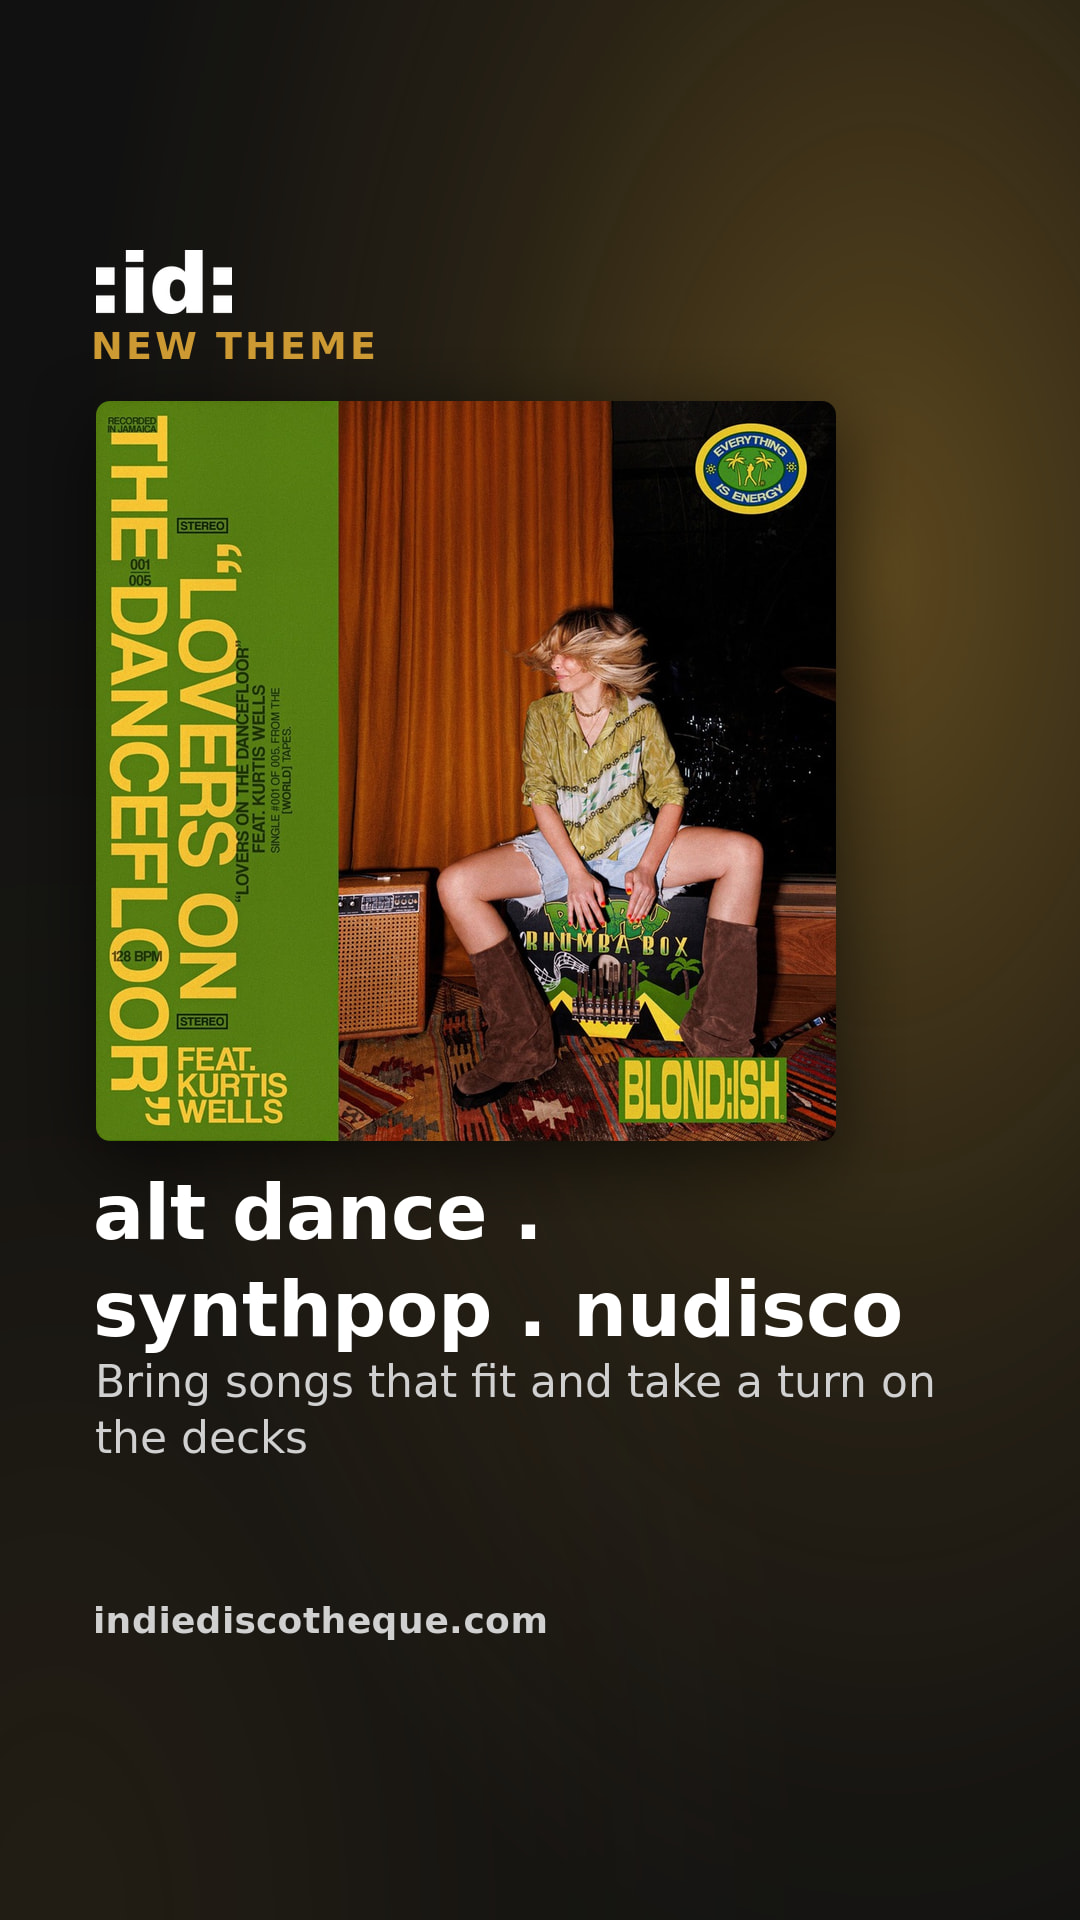 :id:
NEW THEME
RECORDED
IN JAMAICA
"LOVERS ON
THE DANCEFLOOR"
STEREO
001
005
"LOVERS ON THE DANCEFLOOR"
FEAT. KURTIS WELLS
SINGLE #001 OF 005. FROM THE
[WORLD] TAPES.
128 BPM
STEREO
FEAT.
KURTIS
WELLS
EVERYTHING
IS ENERGY
RHUMBA BOX
BLOND:ISH
alt dance .
synthpop . nudisco
Bring songs that fit and take a turn on
the decks
indiediscotheque.com